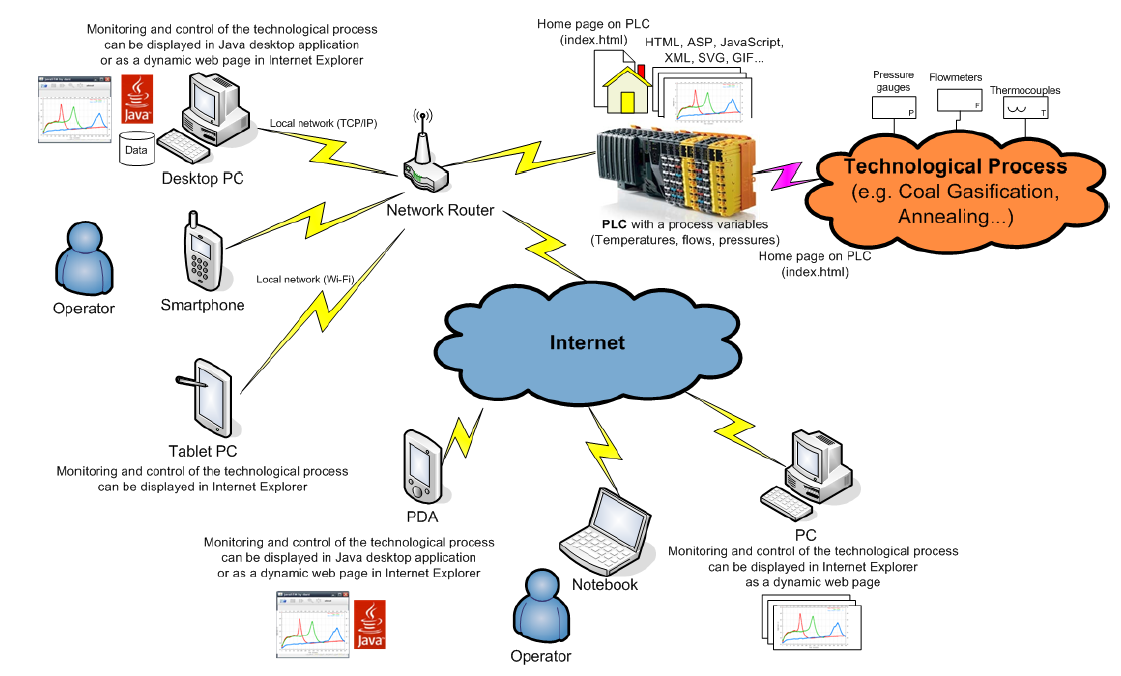 Monitoring and control of the technological process
can be displayed in Java desktop application
or as a dynamic web page in Internet Explorer
Java
Data
Desktop PC
Local network (TCP/IP)
Network Router
Home page on PLC
(index.html)
HTML, ASP, JavaScript,
XML, SVG, GIF...
PLC with a process variables
(Temperatures, flows, pressures)
Pressure
gauges
P
Flowmeters
F
Thermocouples
T
Technological Process
(e.g. Coal Gasification,
Annealing...)
Home page on PLC
(index.html)
Operator
Smartphone
Local network (Wi-Fi)
Internet
Tablet PC
Monitoring and control of the technological process
can be displayed in Internet Explorer
PDA
Monitoring and control of the technological process
can be displayed in Java desktop application
or as a dynamic web page in Internet Explorer
Java
Notebook
Operator
PC
Monitoring and control of the technological process
can be displayed in Internet Explorer
as a dynamic web page